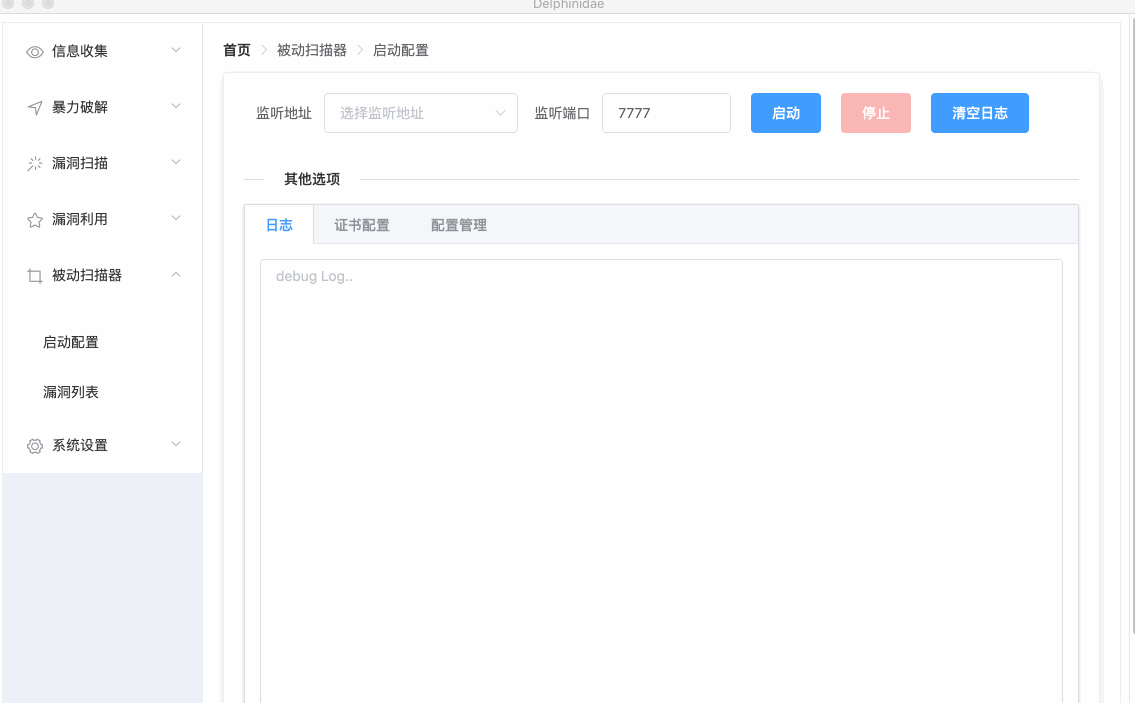 Delphinidae
信息收集
暴力破解
漏洞扫描
漏洞利用
被动扫描器
启动配置
漏洞列表
系统设置
首页 被动扫描器 启动配置
监听地址 选择监听地址 监听端口 7777 启动 停止 清空日志
其他选项
日志 证书配置 配置管理
debug Log..